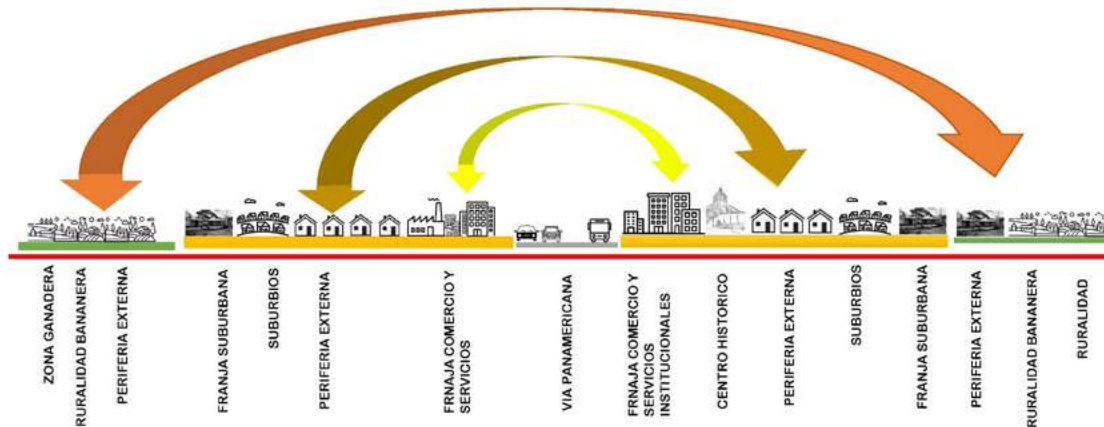 ZONA GANADERA
RURALIDAD BANANERA
PERIFERIA EXTERNA
FRANJA SUBURBANA
SUBURBIOS
PERIFERIA EXTERNA
FRNAJA COMERCIO Y
SERVICIOS
VIA PANAMERICANA
FRNAJA COMERCIO Y
SERVICIOS
INSTITUCIONALES
CENTRO HISTORICO
PERIFERIA EXTERNA
SUBURBIOS
FRANJA SUBURBANA
PERIFERIA EXTERNA
RURALIDAD BANANERA
RURALIDAD